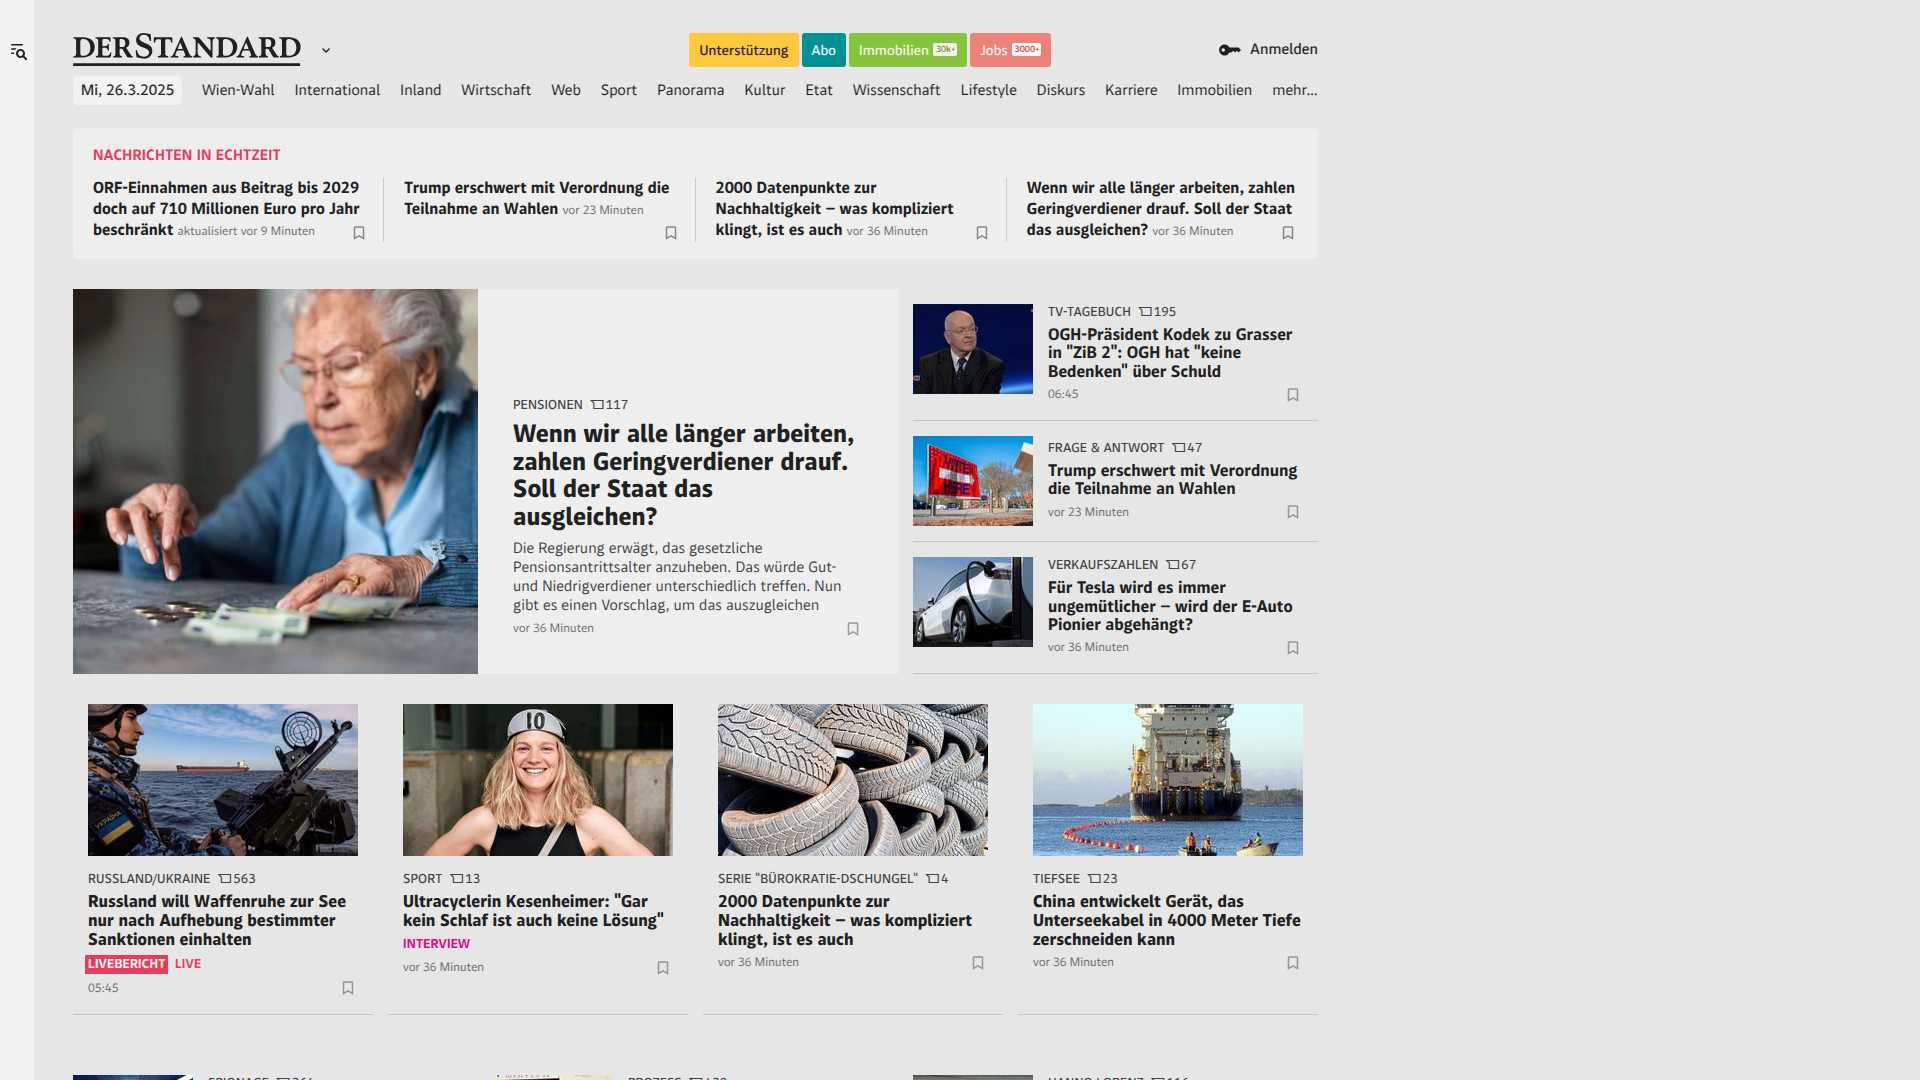 DERSTANDARD
Unterstützung
Abo
Immobilien 30k+
Jobs 3000+
Anmelden
Mi, 26.3.2025
Wien-Wahl
International
Inland
Wirtschaft
Web
Sport
Panorama
Kultur
Etat
Wissenschaft
Lifestyle
Diskurs
Karriere
Immobilien
mehr...
NACHRICHTEN IN ECHTZEIT
ORF-Einnahmen aus Beitrag bis 2029
doch auf 710 Millionen Euro pro Jahr
beschränkt aktualisiert vor 9 Minuten
Trump erschwert mit Verordnung die
Teilnahme an Wahlen vor 23 Minuten
2000 Datenpunkte zur
Nachhaltigkeit – was kompliziert
klingt, ist es auch vor 36 Minuten
Wenn wir alle länger arbeiten, zahlen
Geringverdiener drauf. Soll der Staat
das ausgleichen? vor 36 Minuten
PENSIONEN 117
Wenn wir alle länger arbeiten,
zahlen Geringverdiener drauf.
Soll der Staat das
ausgleichen?
Die Regierung erwägt, das gesetzliche
Pensionsantrittsalter anzuheben. Das würde Gut-
und Niedrigverdiener unterschiedlich treffen. Nun
gibt es einen Vorschlag, um das auszugleichen
vor 36 Minuten
TV-TAGEBUCH 195
OGH-Präsident Kodek zu Grasser
in "ZiB 2": OGH hat "keine
Bedenken" über Schuld
06:45
FRAGE & ANTWORT 47
Trump erschwert mit Verordnung
die Teilnahme an Wahlen
vor 23 Minuten
VERKAUFSZAHLEN 67
Für Tesla wird es immer
ungemütlicher – wird der E-Auto
Pionier abgehängt?
vor 36 Minuten
RUSSLAND/UKRAINE 563
Russland will Waffenruhe zur See
nur nach Aufhebung bestimmter
Sanktionen einhalten
LIVEBERICHT LIVE
05:45
10
SPORT 13
Ultracyclerin Kesenheimer: "Gar
kein Schlaf ist auch keine Lösung"
INTERVIEW
vor 36 Minuten
SERIE "BÜROKRATIE-DSCHUNGEL" 4
2000 Datenpunkte zur
Nachhaltigkeit – was kompliziert
klingt, ist es auch
vor 36 Minuten
TIEFSEE 23
China entwickelt Gerät, das
Unterseekabel in 4000 Meter Tiefe
zerschneiden kann
vor 36 Minuten